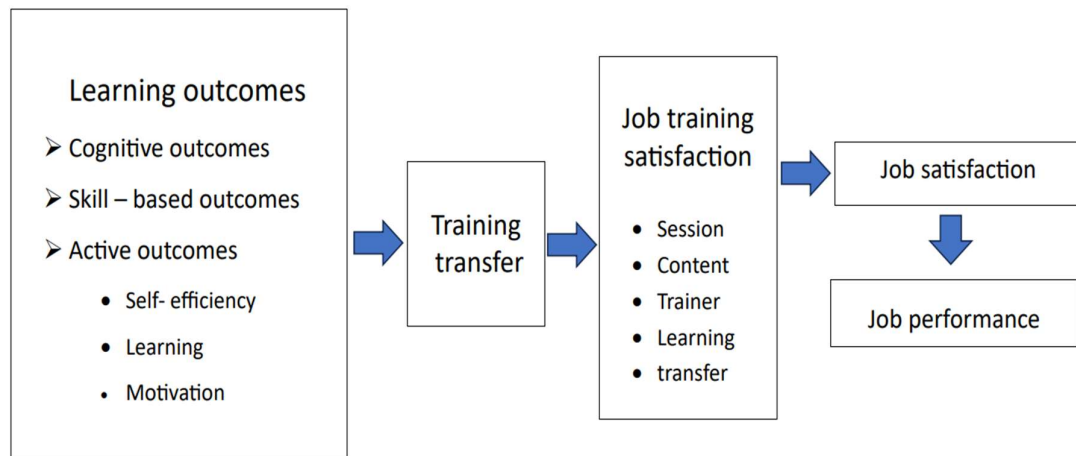 Learning outcomes
➢ Cognitive outcomes
➢ Skill – based outcomes
➢ Active outcomes
• Self- efficiency
• Learning
• Motivation
Training
transfer
Job training
satisfaction
• Session
• Content
• Trainer
• Learning
• transfer
Job satisfaction
Job performance